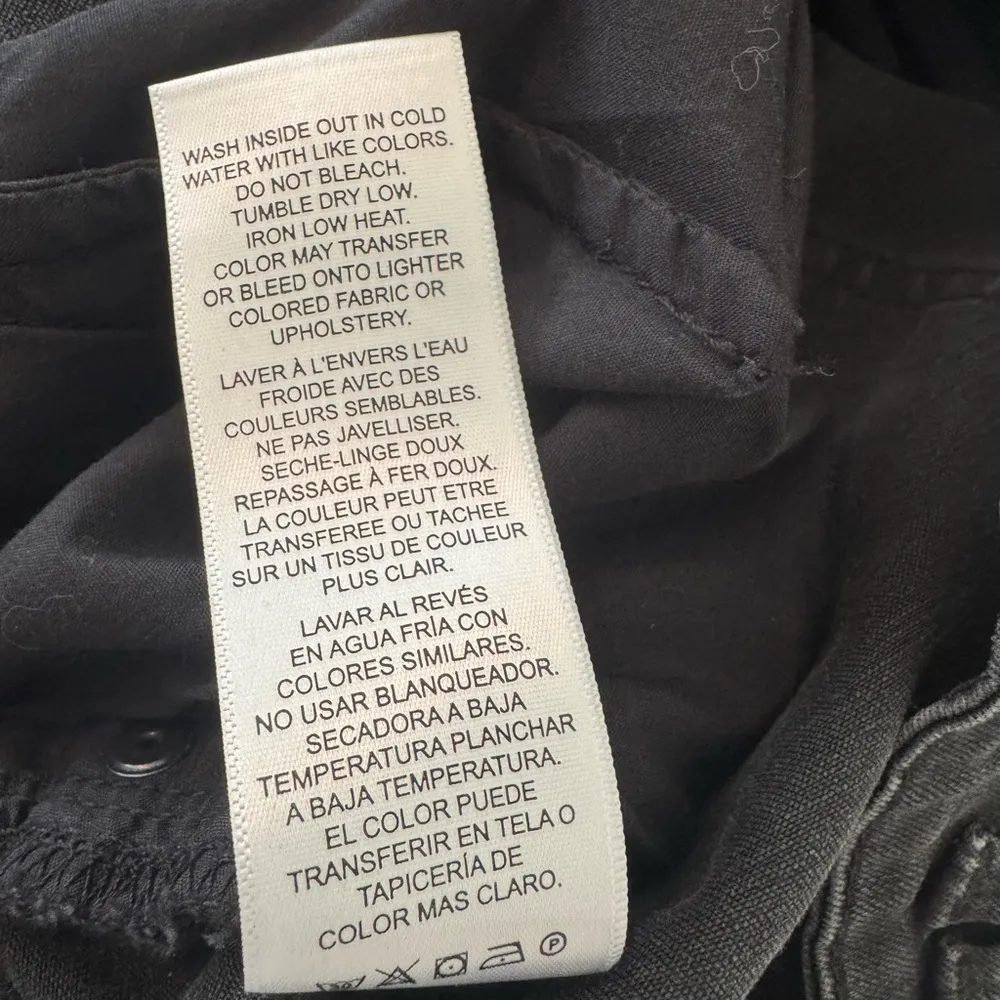 WASH INSIDE OUT IN COLD
WATER WITH LIKE COLORS.
DO NOT BLEACH.
TUMBLE DRY LOW.
IRON LOW HEAT.
COLOR MAY TRANSFER
OR BLEED ONTO LIGHTER
COLORED FABRIC OR
UPHOLSTERY.
LAVER À L'ENVERS L'EAU
FROIDE AVEC DES
COULEURS SEMBLABLES.
NE PAS JAVELLISER.
SECHE-LINGE DOUX
REPASSAGE À FER DOUX.
LA COULEUR PEUT ETRE
TRANSFEREE OU TACHEE
SUR UN TISSU DE COULEUR
PLUS CLAIR.
LAVAR AL REVÉS
EN AGUA FRÍA CON
COLORES SIMILARES.
NO USAR BLANQUEADOR.
SECADORA A BAJA
TEMPERATURA PLANCHAR
A BAJA TEMPERATURA.
EL COLOR PUEDE
TRANSFERIR EN TELA O
TAPICERÍA DE
COLOR MAS CLARO.
P